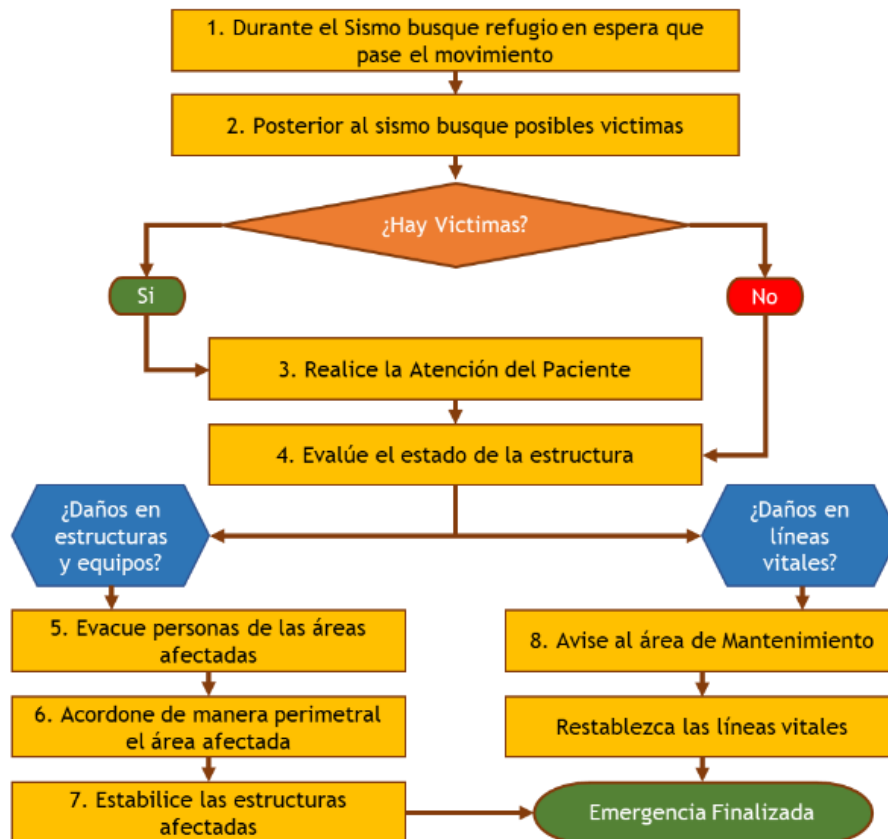 1. Durante el Sismo busque refugio en espera que
pase el movimiento
2. Posterior al sismo busque posibles victimas
¿Hay Victimas?
Si
No
3. Realice la Atención del Paciente
4. Evalúe el estado de la estructura
¿Daños en
estructuras
y equipos?
¿Daños en
líneas
vitales?
5. Evacue personas de las áreas
afectadas
8. Avise al área de Mantenimiento
6. Acordone de manera perimetral
el área afectada
Restablezca las líneas vitales
7. Estabilice las estructuras
afectadas
Emergencia Finalizada